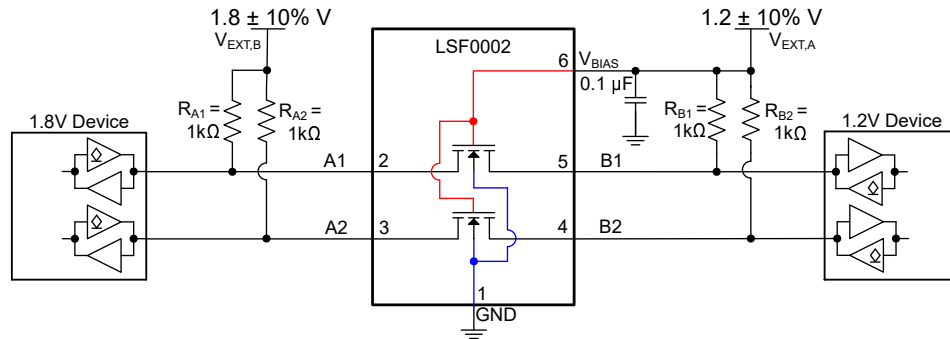 1.8 ± 10% V
V_EXT,B
1.2 ± 10% V
V_EXT,A
LSF0002
6
V_BIAS
0.1 µF
R_A1 =
1kΩ
R_A2 =
1kΩ
R_B1 =
1kΩ
R_B2 =
1kΩ
1.8V Device
1.2V Device
A1
2
5
B1
A2
3
4
B2
1
GND